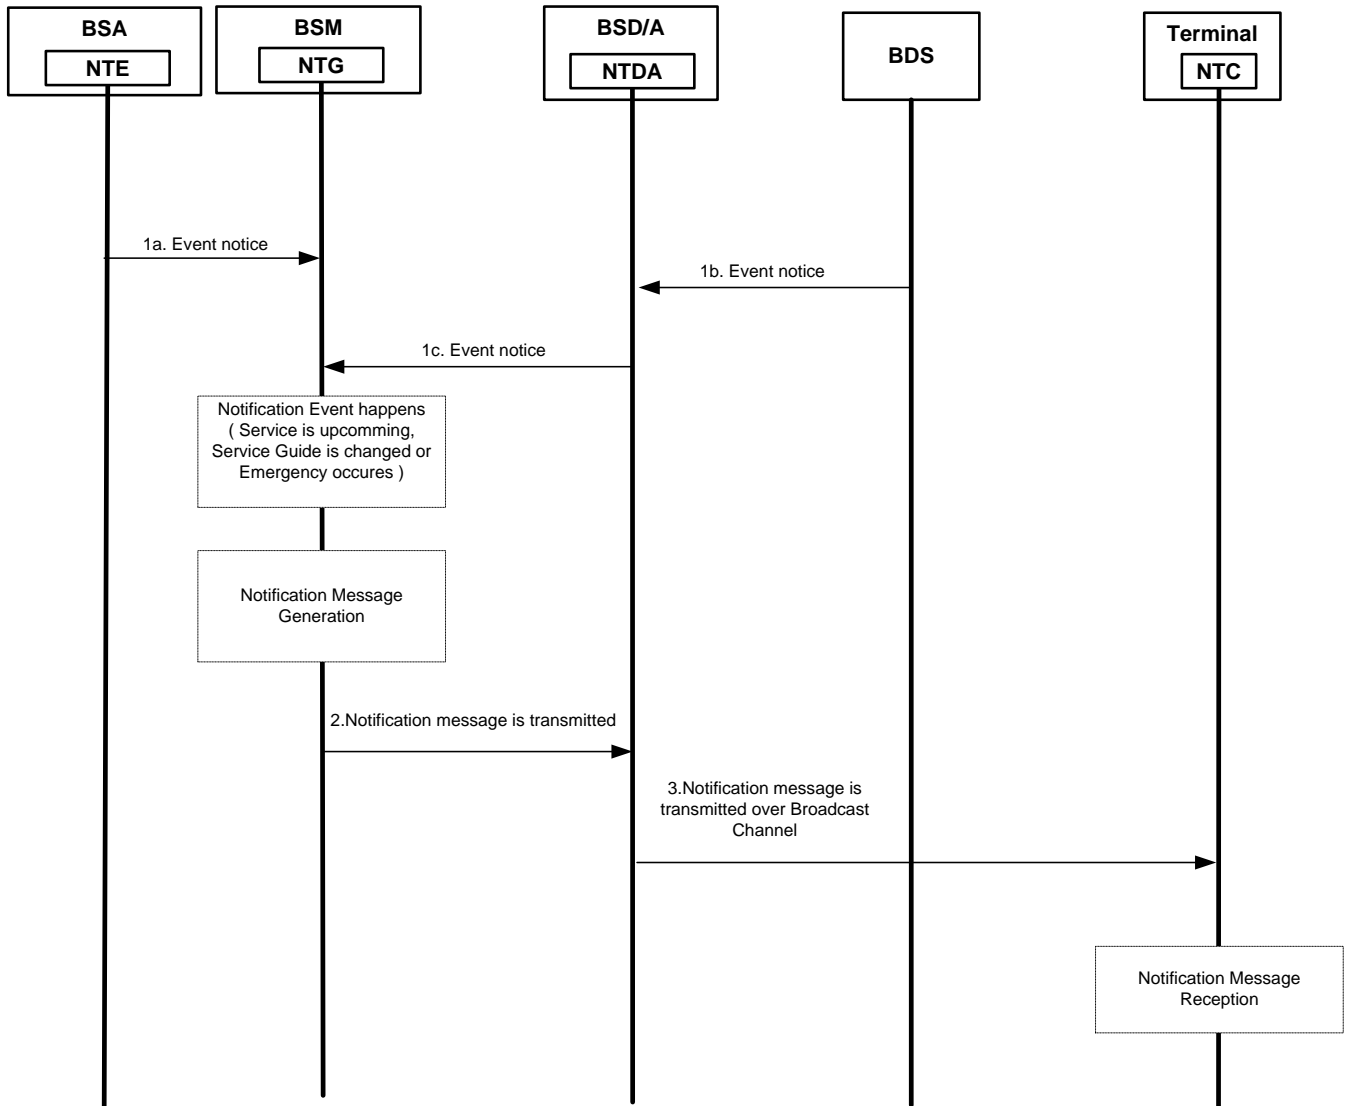 BSA
NTE
BSM
NTG
BSD/A
NTDA
BDS
Terminal
NTC
1a. Event notice
1b. Event notice
1c. Event notice
Notification Event happens
( Service is upcomming,
Service Guide is changed or
Emergency occures )
Notification Message
Generation
2.Notification message is transmitted
3.Notification message is
transmitted over Broadcast
Channel
Notification Message
Reception